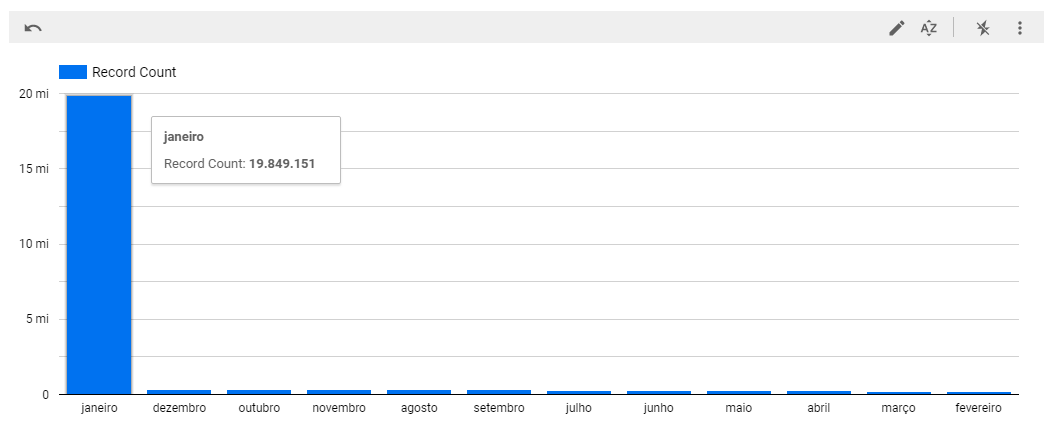 AZ
Record Count
20 mi
janeiro
Record Count: 19.849.151
15 mi
10 mi
5 mi
0
janeiro dezembro outubro novembro agosto setembro julho junho maio abril março fevereiro